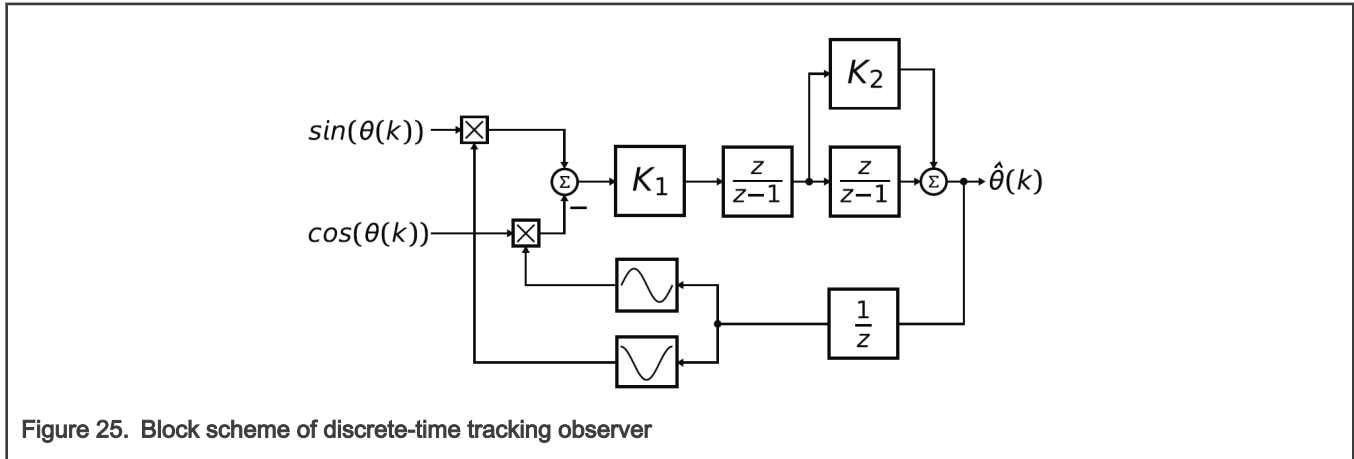 K₂
sin(θ(k))
Σ
K₁
z
z−1
z
z−1
Σ
θ̂(k)
−
cos(θ(k))
1
z
Figure 25. Block scheme of discrete-time tracking observer